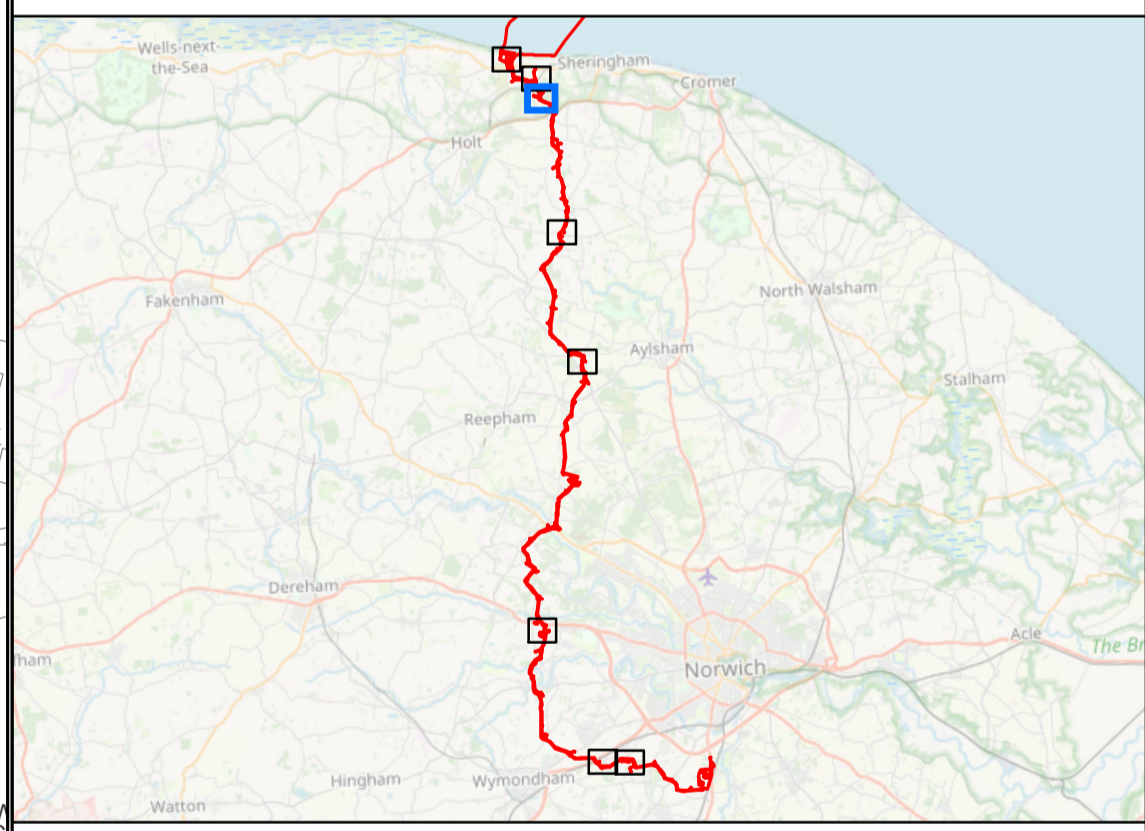 Wells-next-
the-Sea
Sheringham
Cromer
Holt
Fakenham
North Walsham
Aylsham
Stalham
Reepham
Dereham
Acle
The Br
fham
Norwich
Hingham
Wymondham
Watton